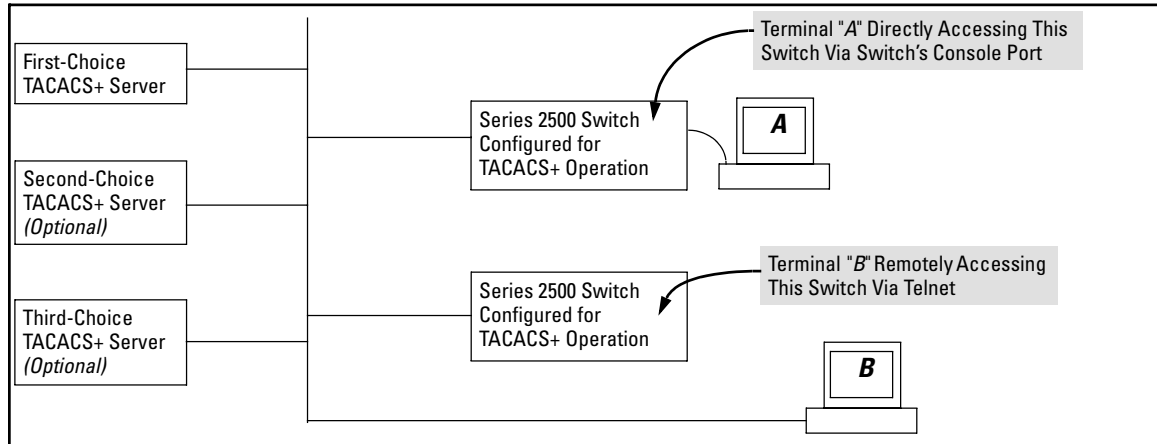 First-Choice
TACACS+ Server
Second-Choice
TACACS+ Server
(Optional)
Third-Choice
TACACS+ Server
(Optional)
Terminal "A" Directly Accessing This
Switch Via Switch's Console Port
Series 2500 Switch
Configured for
TACACS+ Operation
A
Terminal "B" Remotely Accessing
This Switch Via Telnet
Series 2500 Switch
Configured for
TACACS+ Operation
B